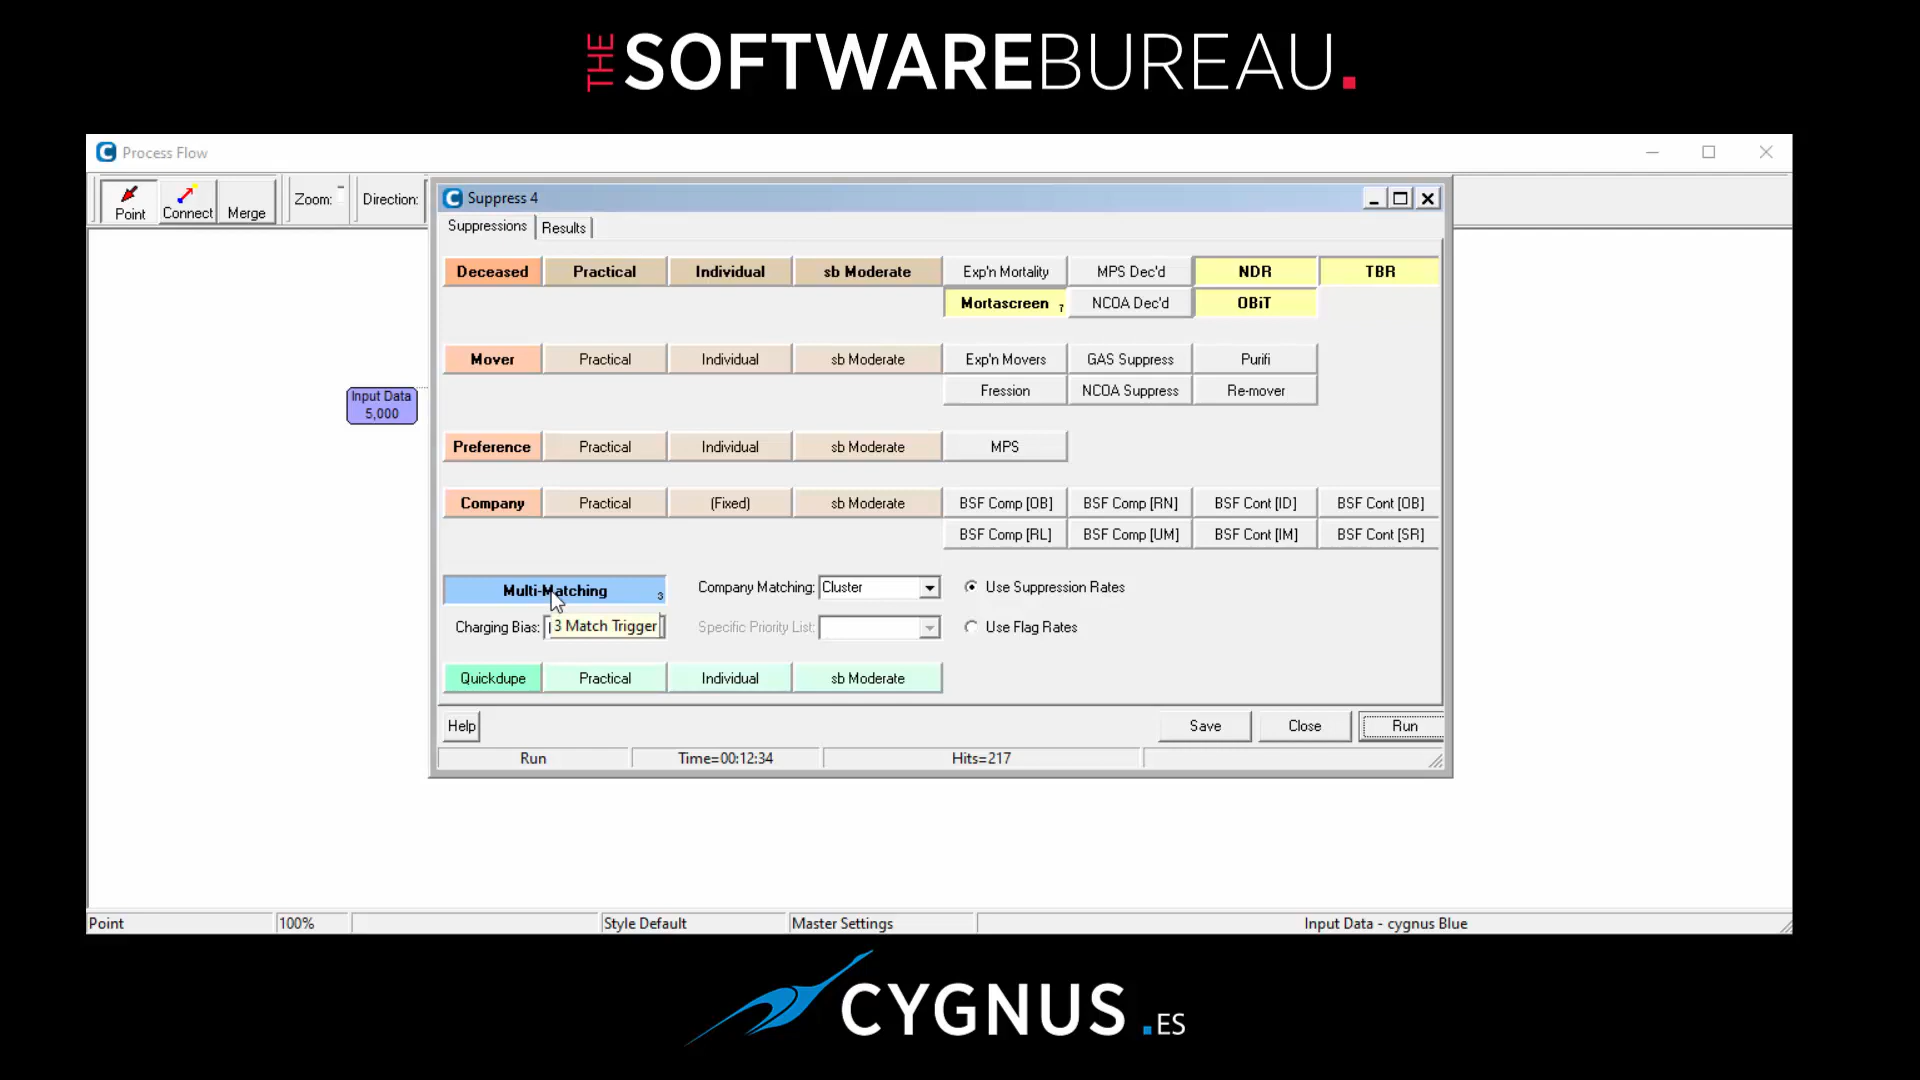 THE SOFTWAREBUREAU.
Process Flow
Point
Connect
Merge
Zoom:
Direction:
Suppress 4
Suppressions
Results
Deceased
Practical
Individual
sb Moderate
Exp'n Mortality
MPS Dec'd
NDR
TBR
Mortascreen 7
NCOA Dec'd
OBiT
Mover
Practical
Individual
sb Moderate
Exp'n Movers
GAS Suppress
Purifi
Fression
NCOA Suppress
Re-mover
Input Data
5,000
Preference
Practical
Individual
sb Moderate
MPS
Company
Practical
(Fixed)
sb Moderate
BSF Comp [OB]
BSF Comp [RN]
BSF Cont [ID]
BSF Cont [OB]
BSF Comp [RL]
BSF Comp [UM]
BSF Cont [IM]
BSF Cont [SR]
Multi-Matching 3
Company Matching:
Cluster
Use Suppression Rates
Charging Bias:
3 Match Trigger
Specific Priority List:
Use Flag Rates
Quickdupe
Practical
Individual
sb Moderate
Help
Save
Close
Run
Run
Time=00:12:34
Hits=217
Point
100%
Style Default
Master Settings
Input Data - cygnus Blue
CYGNUS .ES